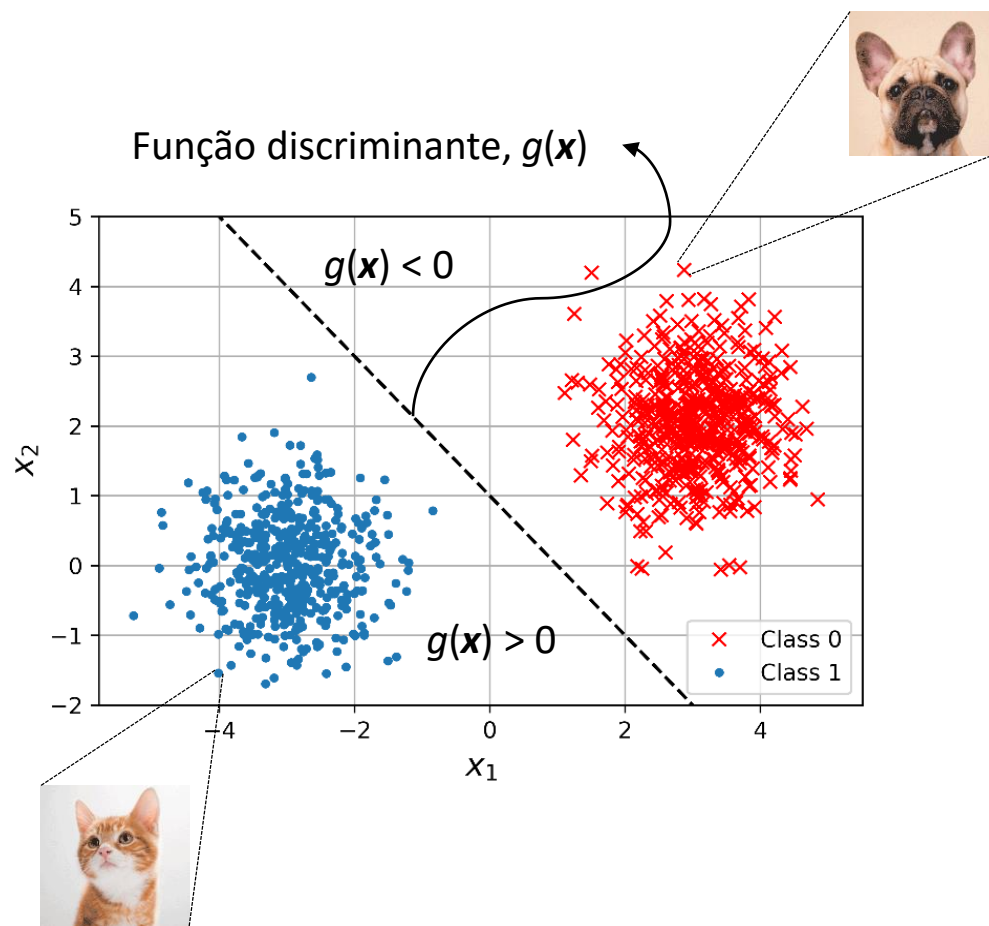 Função discriminante, g(x)
5
g(x) < 0
4
3
2
x₂
1
0
−1
g(x) > 0
Class 0
Class 1
−2
−4 −2 0 2 4
x₁